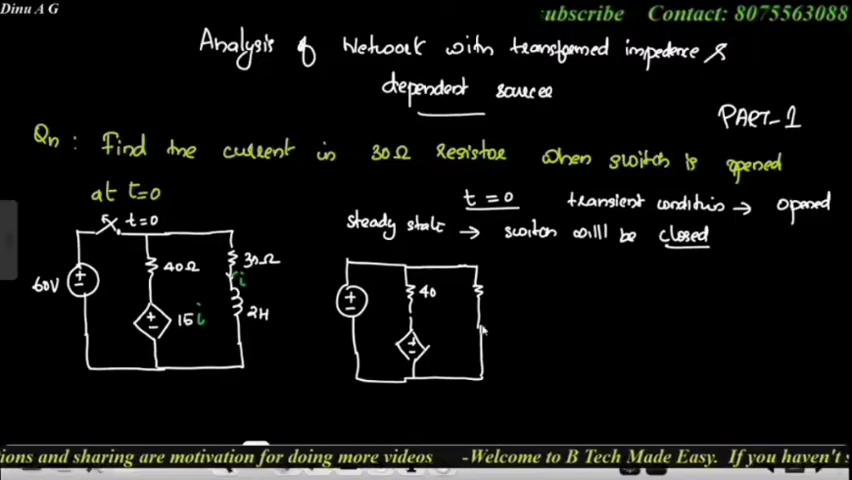 Dinu A G
ubscribe Contact: 8075563088
Analysis of Network with transformed impedence &
dependent source
PART-1
Qn: Find the current in 30Ω Resistor when switch is opened
at t=0
t = 0 transient condition → opened
steady state → switch will be closed
S t=0
60V
+
-
40Ω
30Ω
i
+
-
15i
2H
+
-
40
+
-
ions and sharing are motivation for doing more videos -Welcome to B Tech Made Easy. If you haven't s